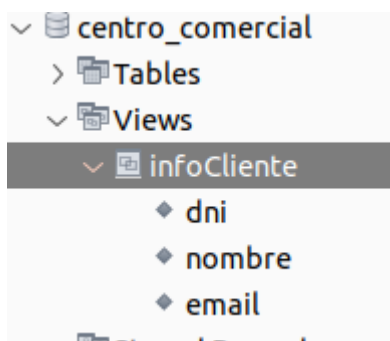 centro_comercial
Tables
Views
infoCliente
dni
nombre
email